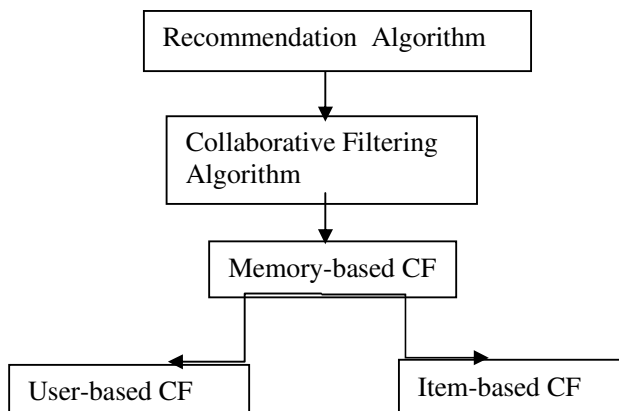 Recommendation Algorithm
Collaborative Filtering
Algorithm
Memory-based CF
User-based CF
Item-based CF